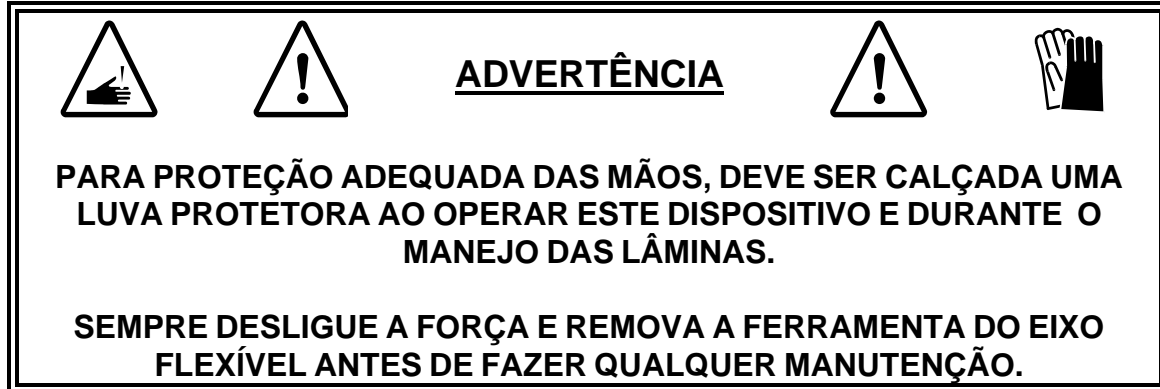 ADVERTÊNCIA
PARA PROTEÇÃO ADEQUADA DAS MÃOS, DEVE SER CALÇADA UMA
LUVA PROTETORA AO OPERAR ESTE DISPOSITIVO E DURANTE O
MANEJO DAS LÂMINAS.
SEMPRE DESLIGUE A FORÇA E REMOVA A FERRAMENTA DO EIXO
FLEXÍVEL ANTES DE FAZER QUALQUER MANUTENÇÃO.